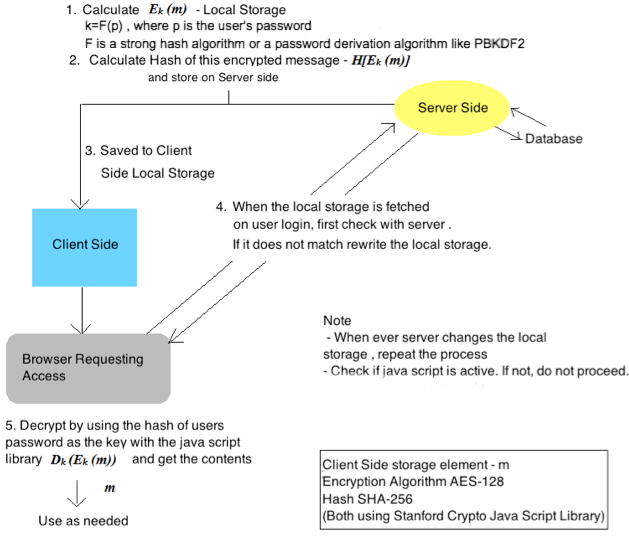 1. Calculate Ek (m) - Local Storage
k=F(p) , where p is the user's password
F is a strong hash algorithm or a password derivation algorithm like PBKDF2
2. Calculate Hash of this encrypted message - H[Ek (m)]
and store on Server side
Server Side
Database
3. Saved to Client
Side Local Storage
4. When the local storage is fetched
on user login, first check with server .
If it does not match rewrite the local storage.
Client Side
Browser Requesting
Access
Note
- When ever server changes the local
storage , repeat the process
- Check if java script is active. If not, do not proceed.
5. Decrypt by using the hash of users
password as the key with the java script
library Dk (Ek (m)) and get the contents
m
Use as needed
Client Side storage element - m
Encryption Algorithm AES-128
Hash SHA-256
(Both using Stanford Crypto Java Script Library)